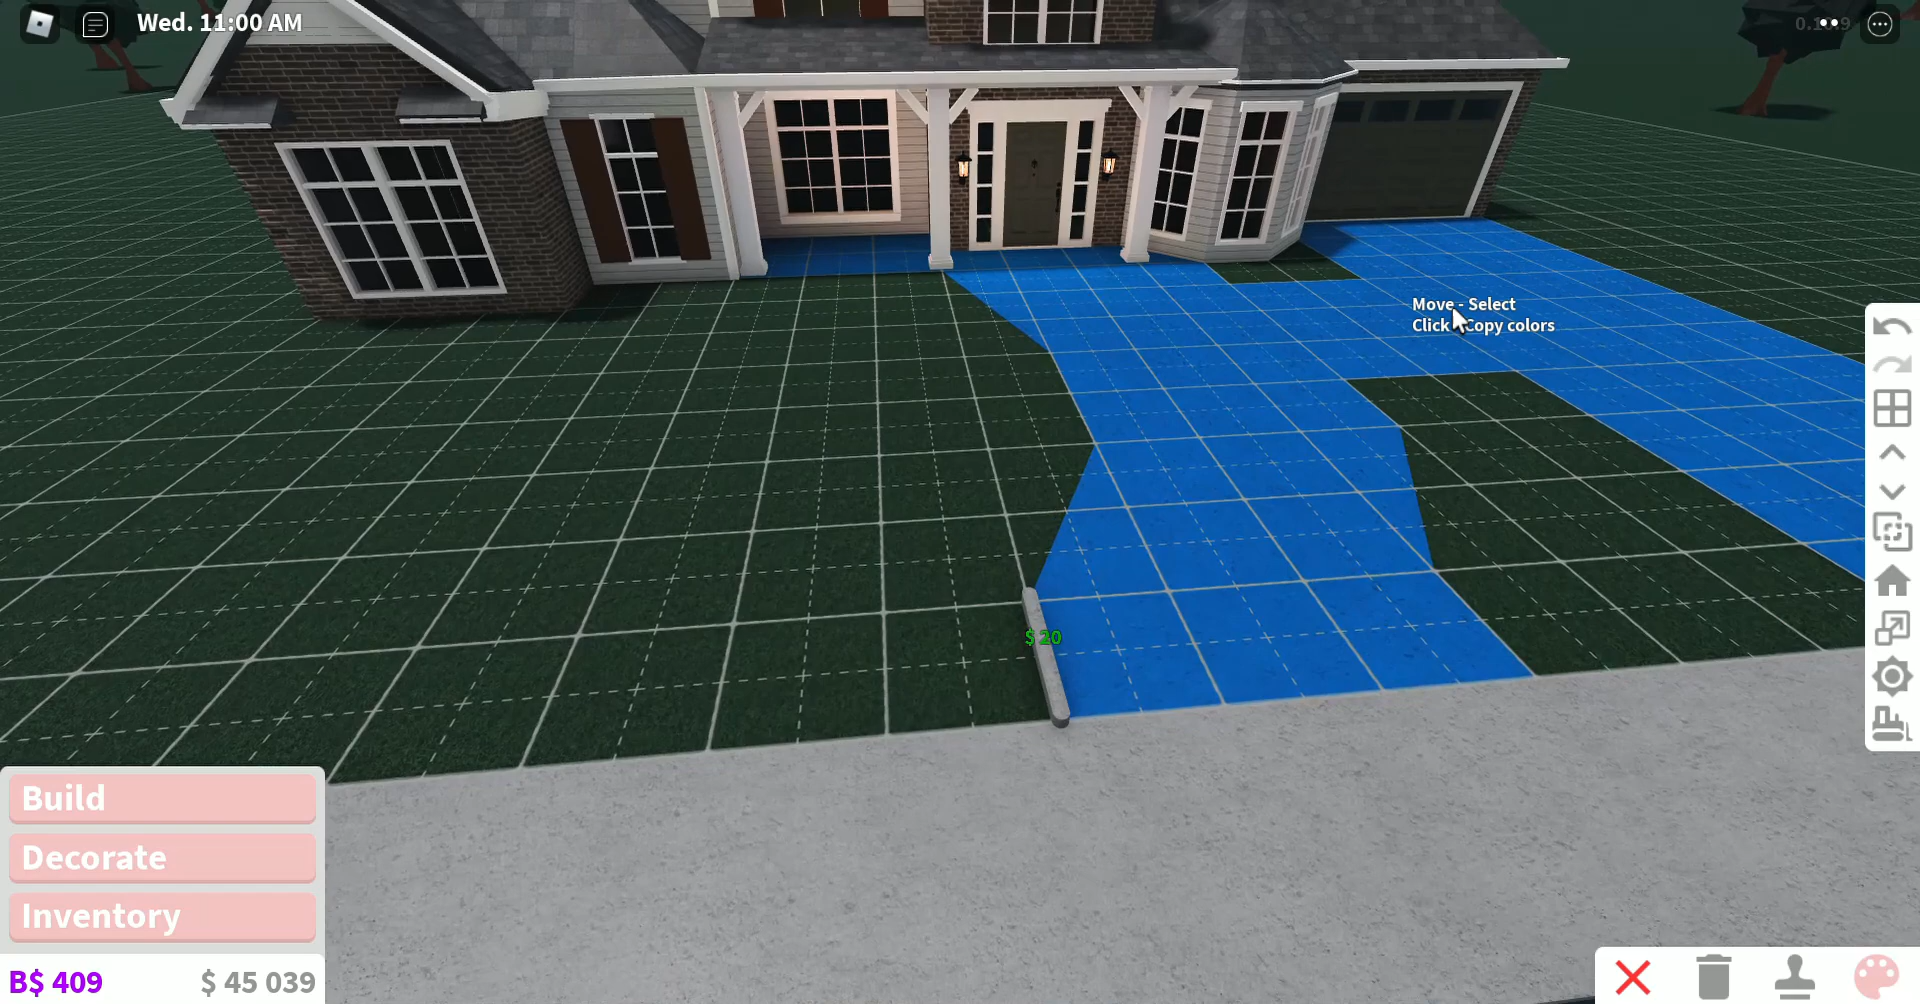 Wed. 11:00 AM
Move - Select
Click - Copy colors
$ 20
Build
Decorate
Inventory
B$ 409
$ 45 039